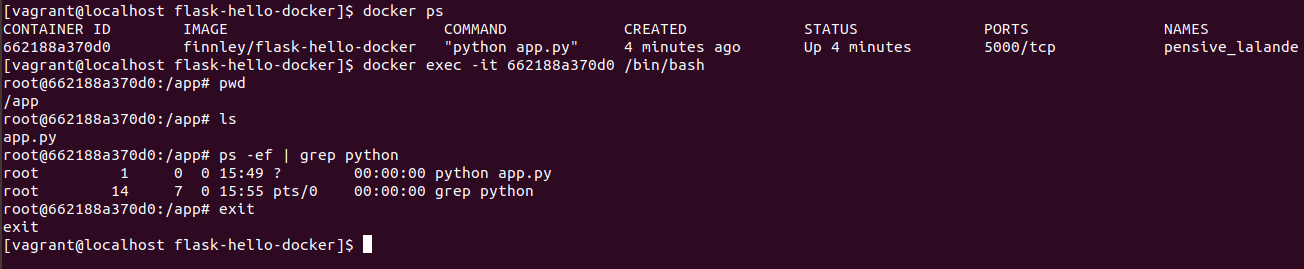 [vagrant@localhost flask-hello-docker]$ docker ps
CONTAINER ID        IMAGE                       COMMAND             CREATED             STATUS              PORTS               NAMES
662188a370d0        finnley/flask-hello-docker   "python app.py"     4 minutes ago       Up 4 minutes        5000/tcp            pensive_lalande
[vagrant@localhost flask-hello-docker]$ docker exec -it 662188a370d0 /bin/bash
root@662188a370d0:/app# pwd
/app
root@662188a370d0:/app# ls
app.py
root@662188a370d0:/app# ps -ef | grep python
root          1     0  0 15:49 ?        00:00:00 python app.py
root         14     7  0 15:55 pts/0    00:00:00 grep python
root@662188a370d0:/app# exit
exit
[vagrant@localhost flask-hello-docker]$